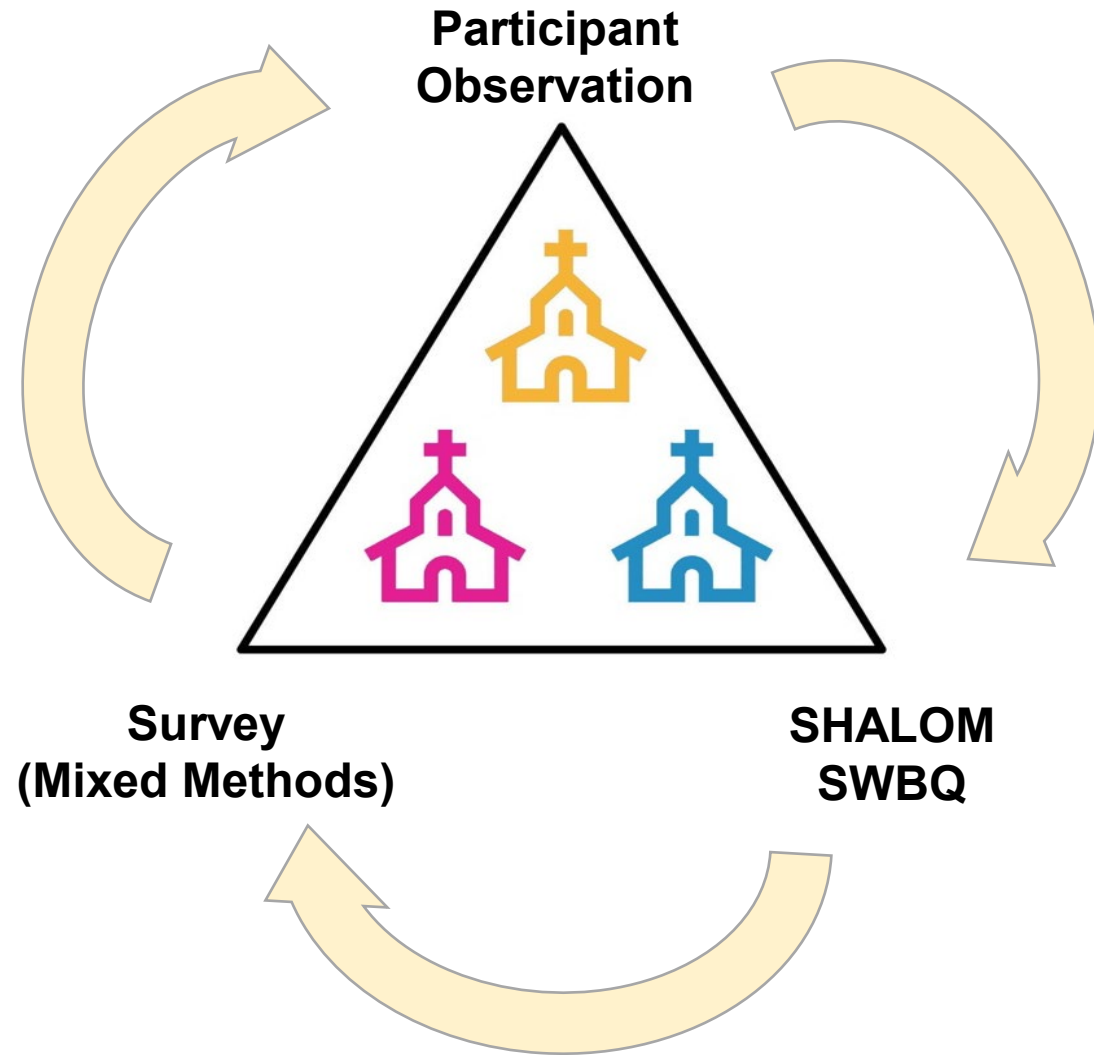 Participant
Observation
Survey
(Mixed Methods)
SHALOM
SWBQ